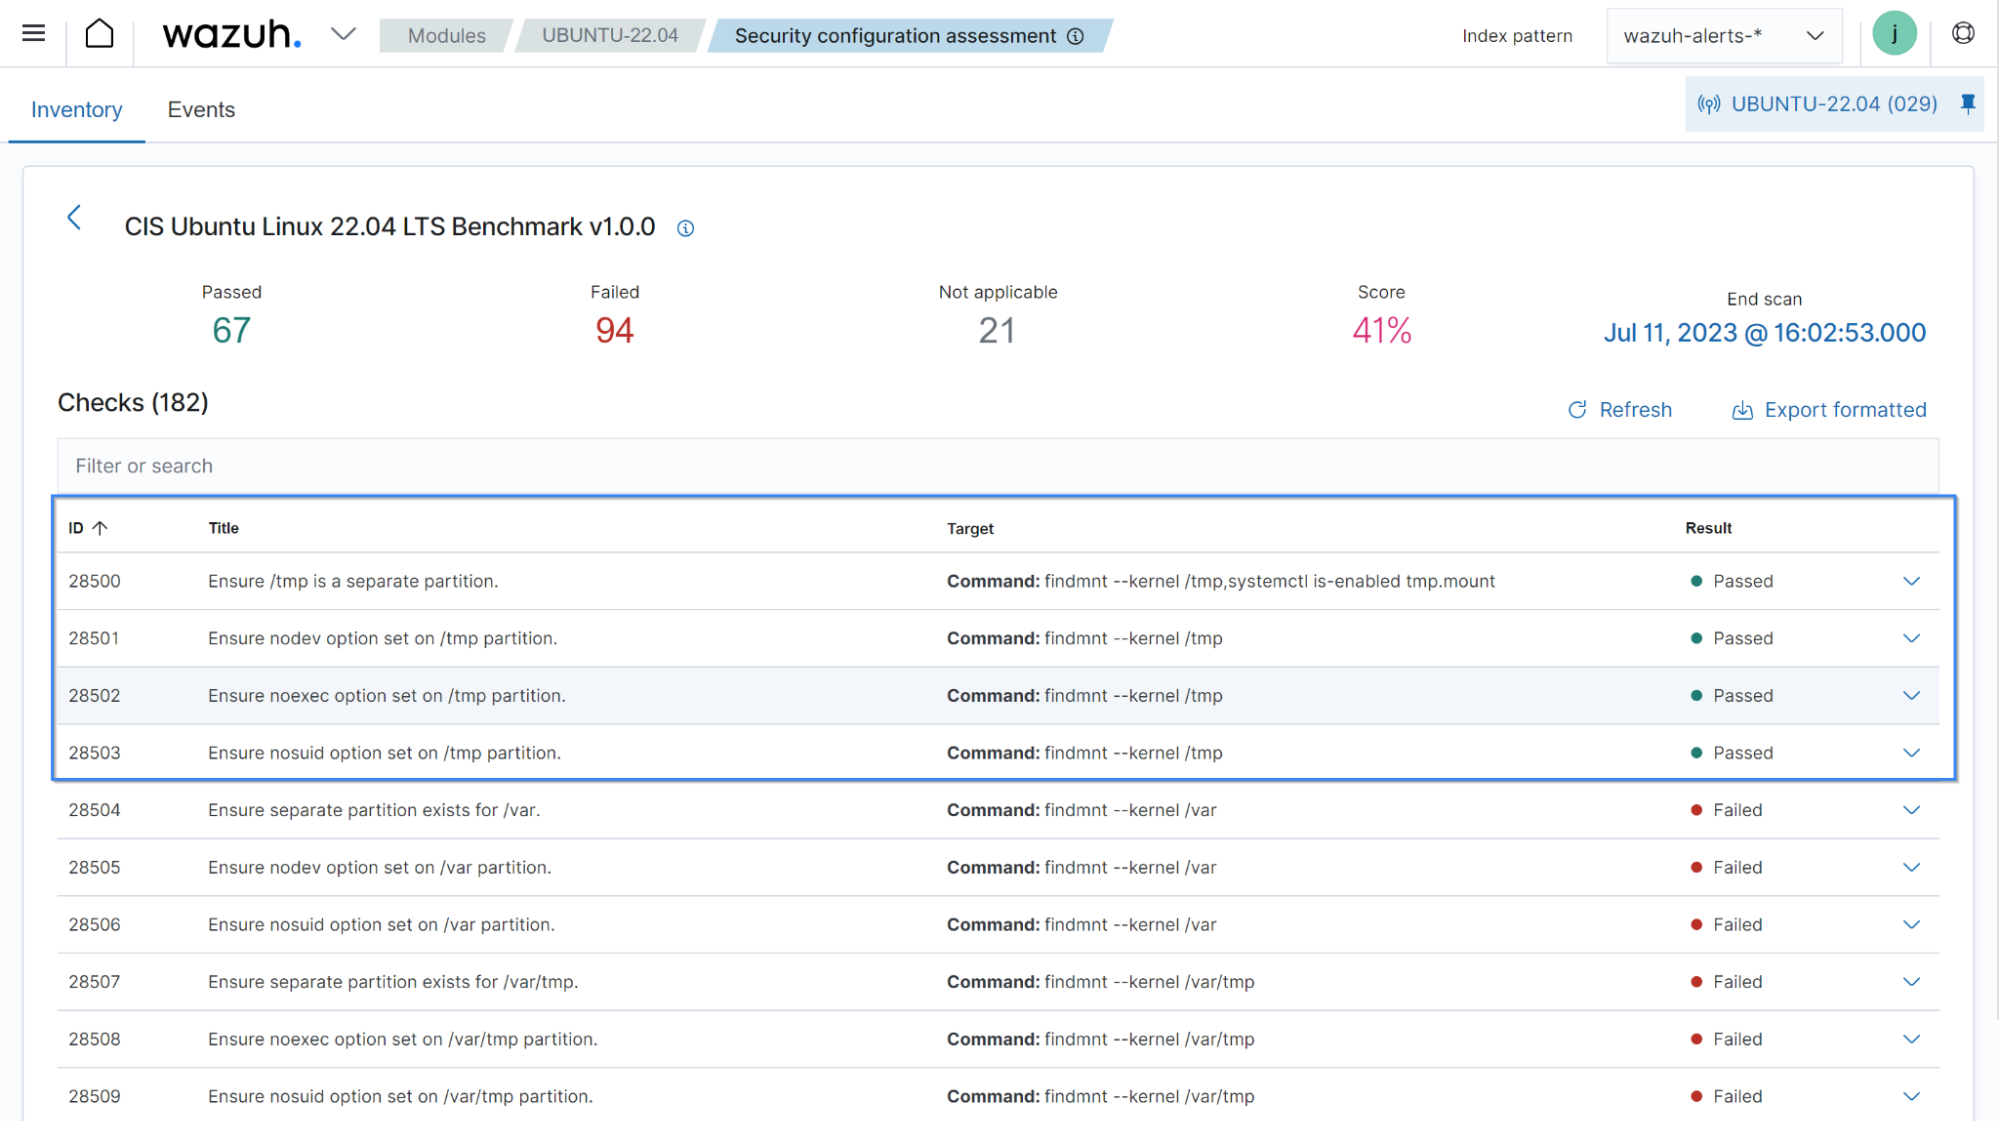 wazuh. Modules UBUNTU-22.04 Security configuration assessment Index pattern wazuh-alerts-* j
Inventory Events UBUNTU-22.04 (029)
CIS Ubuntu Linux 22.04 LTS Benchmark v1.0.0
Passed Failed Not applicable Score End scan
67 94 21 41% Jul 11, 2023 @ 16:02:53.000
Checks (182) Refresh Export formatted
Filter or search
ID Title Target Result
28500 Ensure /tmp is a separate partition. Command: findmnt --kernel /tmp,systemctl is-enabled tmp.mount Passed
28501 Ensure nodev option set on /tmp partition. Command: findmnt --kernel /tmp Passed
28502 Ensure noexec option set on /tmp partition. Command: findmnt --kernel /tmp Passed
28503 Ensure nosuid option set on /tmp partition. Command: findmnt --kernel /tmp Passed
28504 Ensure separate partition exists for /var. Command: findmnt --kernel /var Failed
28505 Ensure nodev option set on /var partition. Command: findmnt --kernel /var Failed
28506 Ensure nosuid option set on /var partition. Command: findmnt --kernel /var Failed
28507 Ensure separate partition exists for /var/tmp. Command: findmnt --kernel /var/tmp Failed
28508 Ensure noexec option set on /var/tmp partition. Command: findmnt --kernel /var/tmp Failed
28509 Ensure nosuid option set on /var/tmp partition. Command: findmnt --kernel /var/tmp Failed